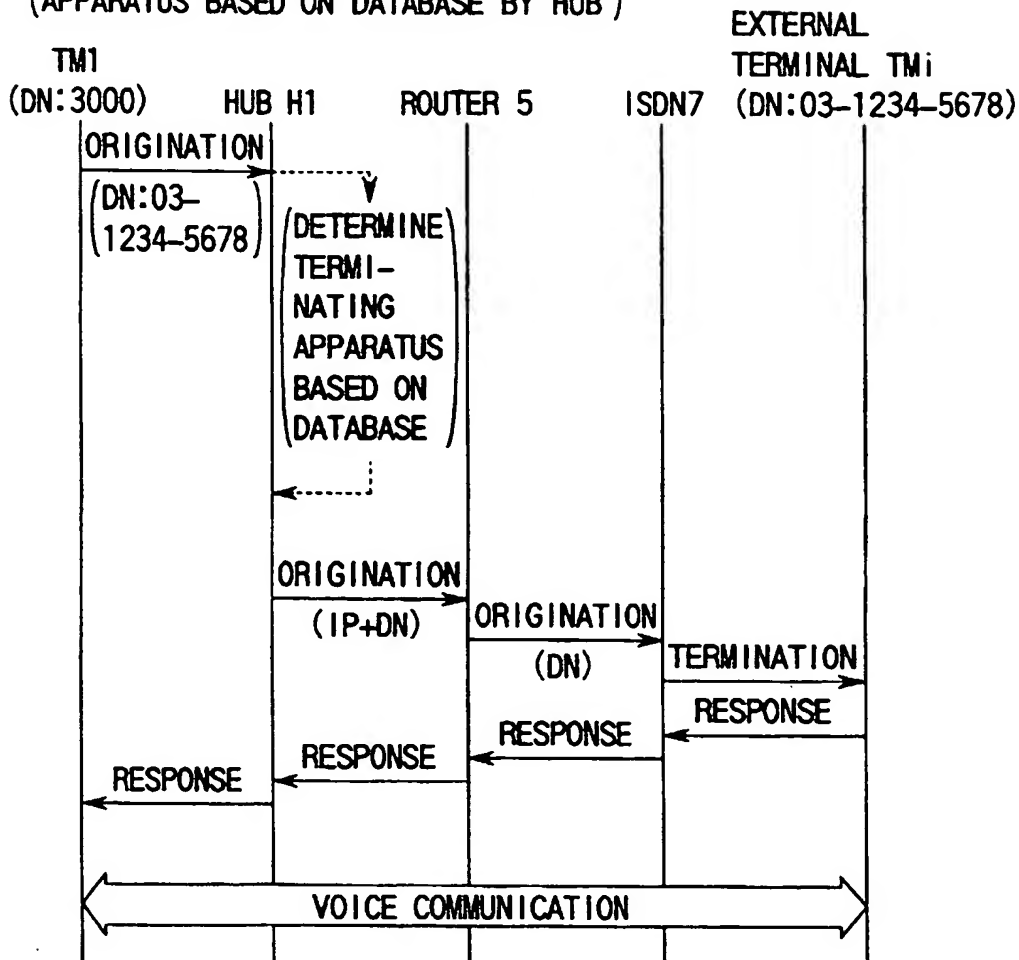 (APPARATUS BASED ON DATABASE BY HUB)
EXTERNAL
TERMINAL TMi
(DN:03-1234-5678)
TM1
(DN:3000)
HUB H1
ROUTER 5
ISDN7
ORIGINATION
(DN:03-
1234-5678)
(DETERMINE
TERMI-
NATING
APPARATUS
BASED ON
DATABASE)
ORIGINATION
(IP+DN)
ORIGINATION
(DN)
TERMINATION
RESPONSE
RESPONSE
RESPONSE
RESPONSE
VOICE COMMUNICATION